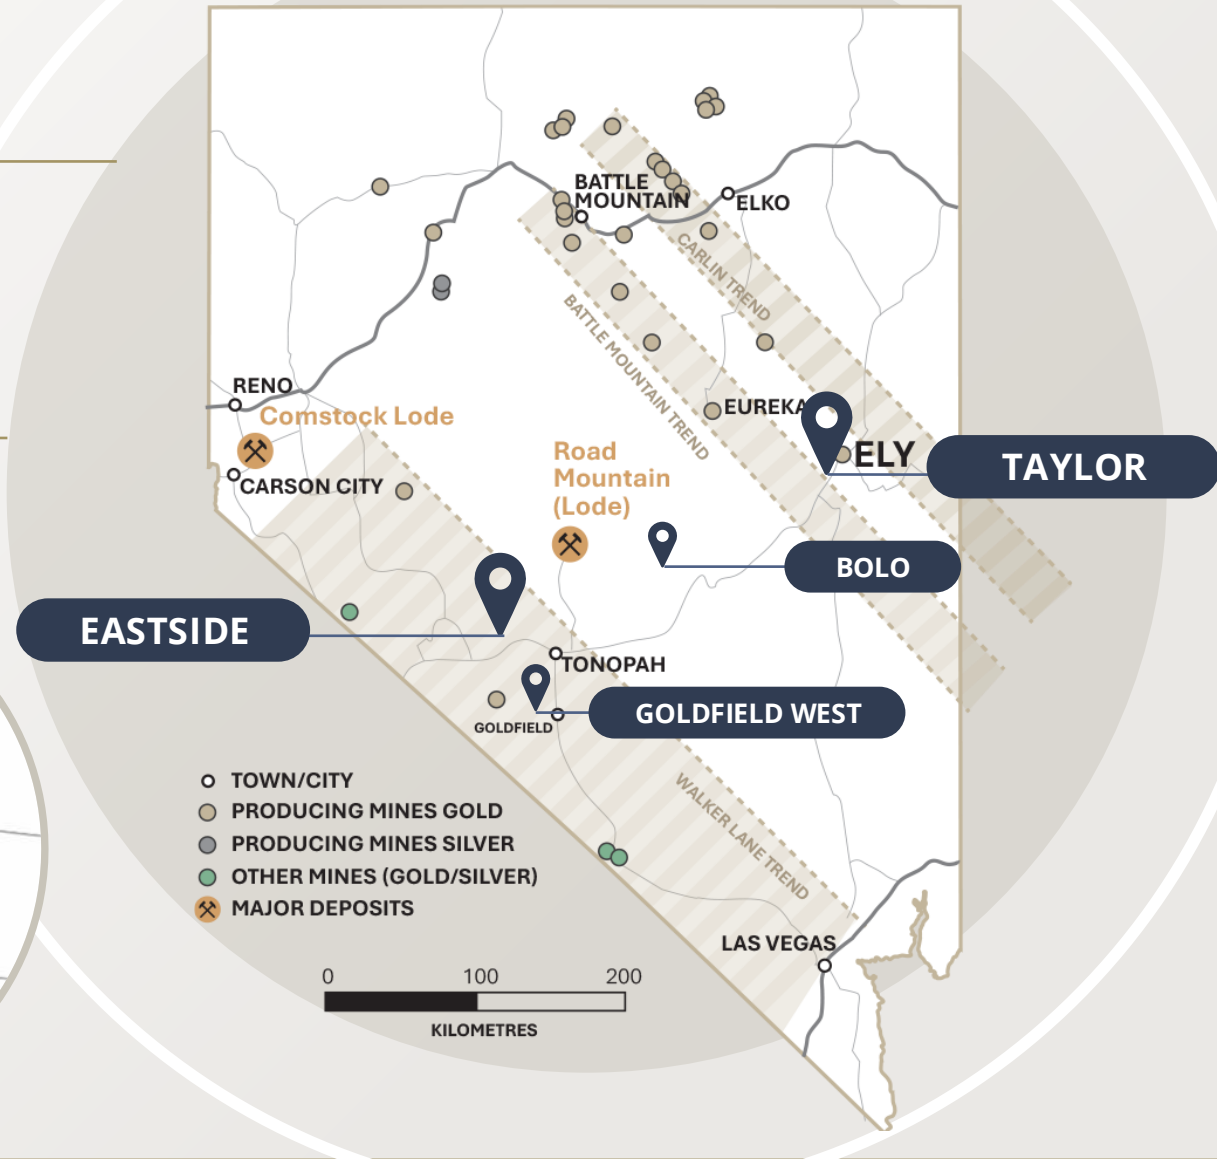 BATTLE
MOUNTAIN
ELKO
CARLIN TREND
BATTLE MOUNTAIN TREND
RENO
Comstock Lode
EUREKA
CARSON CITY
Road
Mountain
(Lode)
ELY
TAYLOR
BOLO
EASTSIDE
TONOPAH
GOLDFIELD WEST
GOLDFIELD
WALKER LANE TREND
TOWN/CITY
PRODUCING MINES GOLD
PRODUCING MINES SILVER
OTHER MINES (GOLD/SILVER)
MAJOR DEPOSITS
LAS VEGAS
0 100 200
KILOMETRES